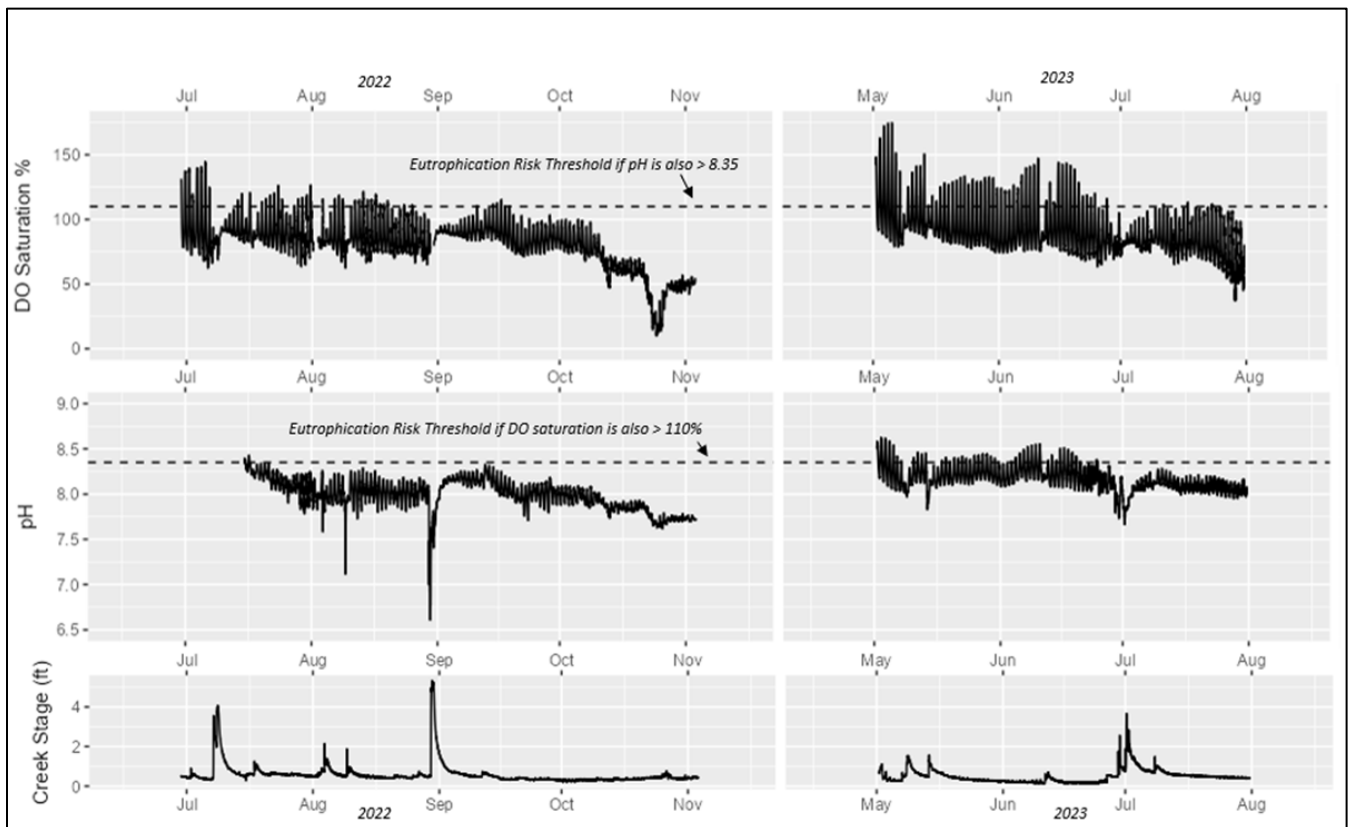 2022
2023
Jul Aug Sep Oct Nov
May Jun Jul Aug
DO Saturation %
150
100
50
0
Eutrophication Risk Threshold if pH is also > 8.35
Jul Aug Sep Oct Nov
May Jun Jul Aug
pH
9.0
8.5
8.0
7.5
7.0
6.5
Eutrophication Risk Threshold if DO saturation is also > 110%
Jul Aug Sep Oct Nov
May Jun Jul Aug
Creek Stage (ft)
4
2
0
Jul Aug Sep Oct Nov
May Jun Jul Aug
2022
2023